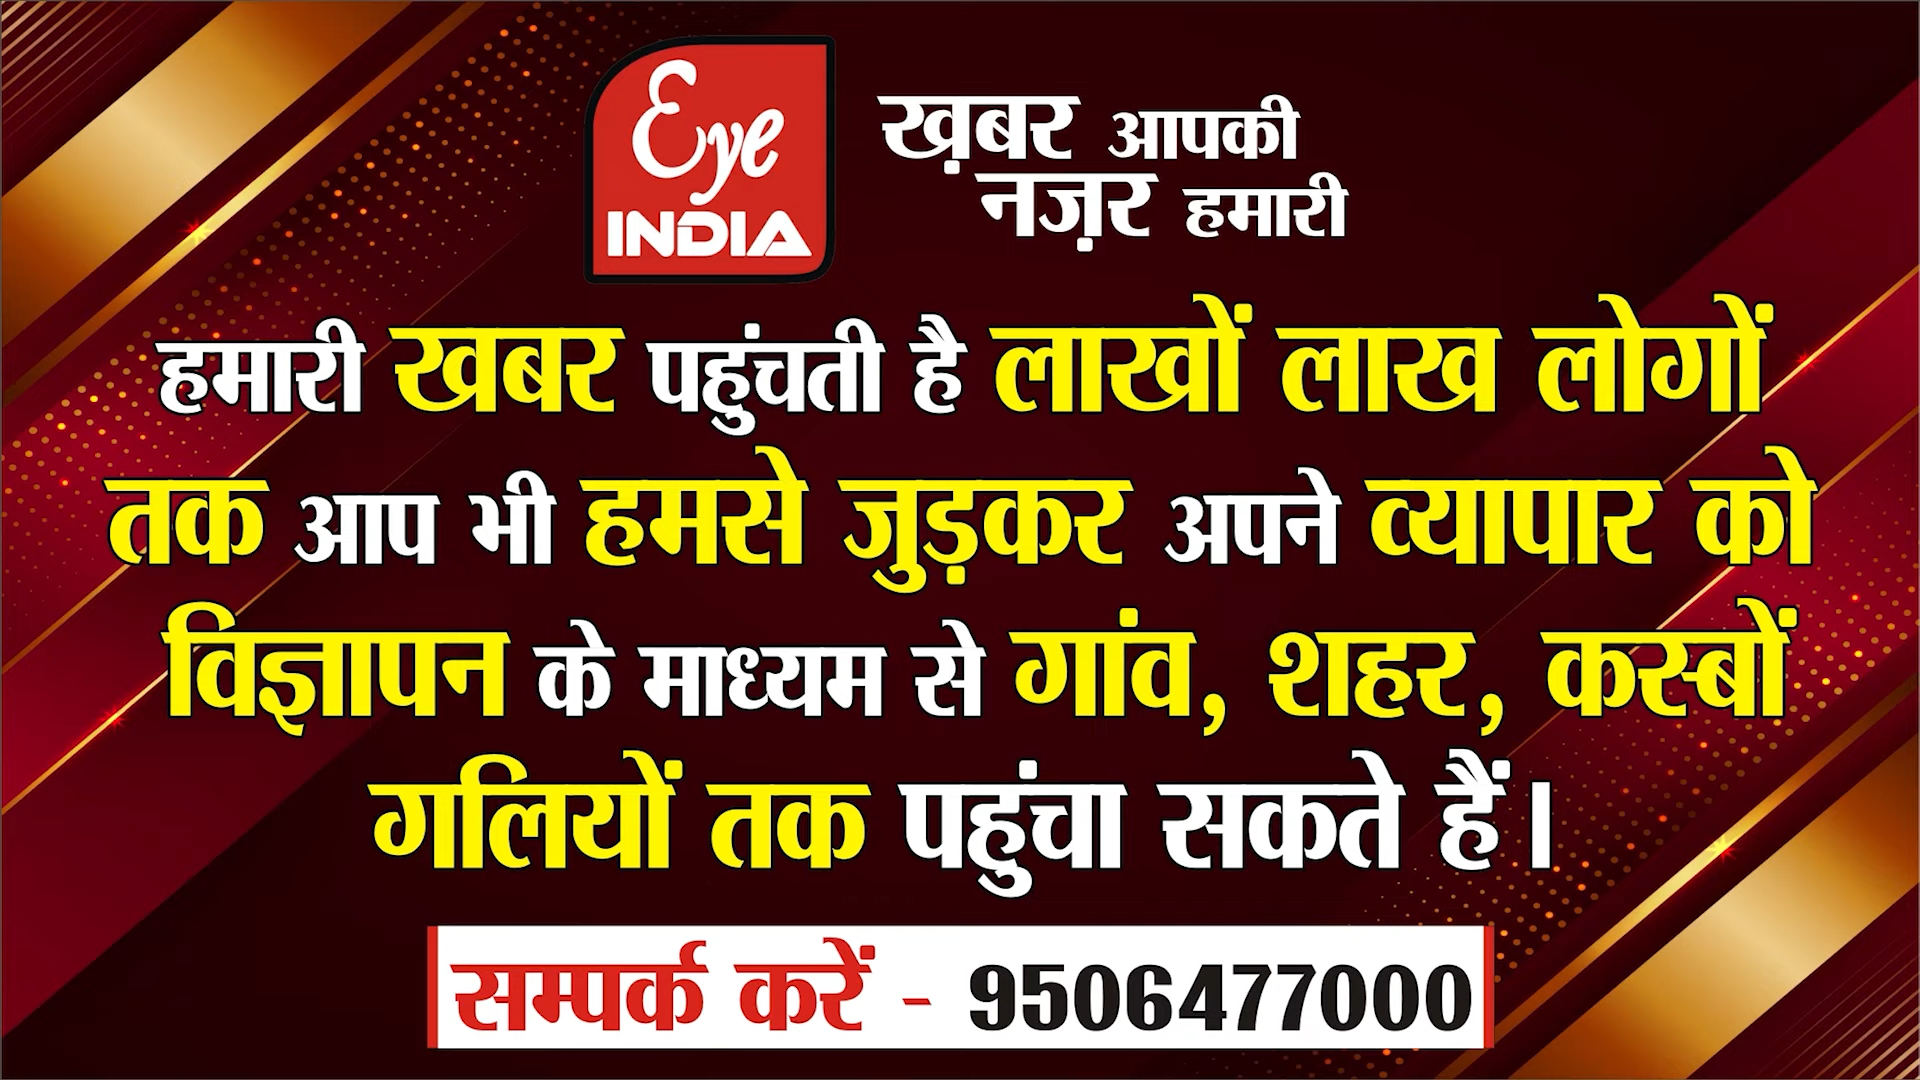 Eye
INDIA
ख़बर आपकी
नज़र हमारी
हमारी खबर पहुंचती है लाखों लाख लोगों
तक आप भी हमसे जुड़कर अपने व्यापार को
विज्ञापन के माध्यम से गांव, शहर, कस्बों
गलियों तक पहुंचा सकते हैं।
सम्पर्क करें - 9506477000